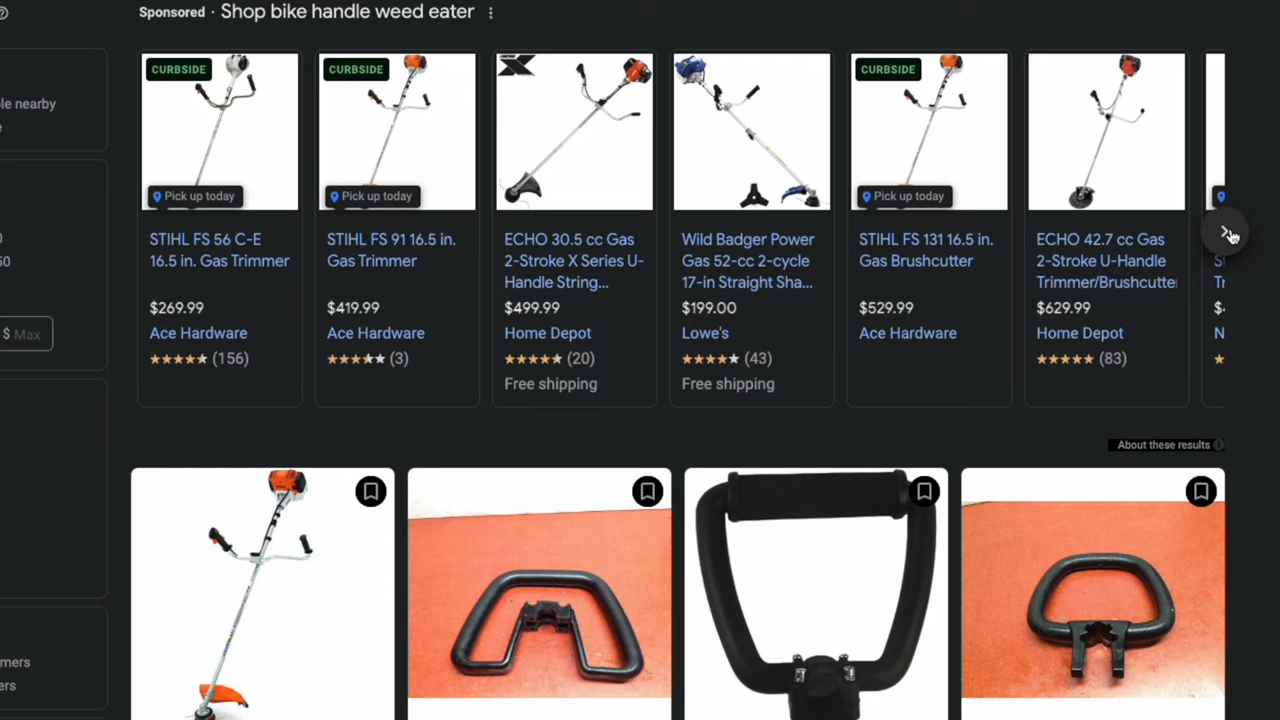 Sponsored · Shop bike handle weed eater
CURBSIDE
Pick up today
STIHL FS 56 C-E
16.5 in. Gas Trimmer
$269.99
Ace Hardware
(156)
CURBSIDE
Pick up today
STIHL FS 91 16.5 in.
Gas Trimmer
$419.99
Ace Hardware
(3)
X
ECHO 30.5 cc Gas
2-Stroke X Series U-
Handle String...
$499.99
Home Depot
(20)
Free shipping
Wild Badger Power
Gas 52-cc 2-cycle
17-in Straight Sha...
$199.00
Lowe's
(43)
Free shipping
CURBSIDE
Pick up today
STIHL FS 131 16.5 in.
Gas Brushcutter
$529.99
Ace Hardware
ECHO 42.7 cc Gas
2-Stroke U-Handle
Trimmer/Brushcutte
$629.99
Home Depot
(83)
le nearby
$ Max
mers
ers
About these results